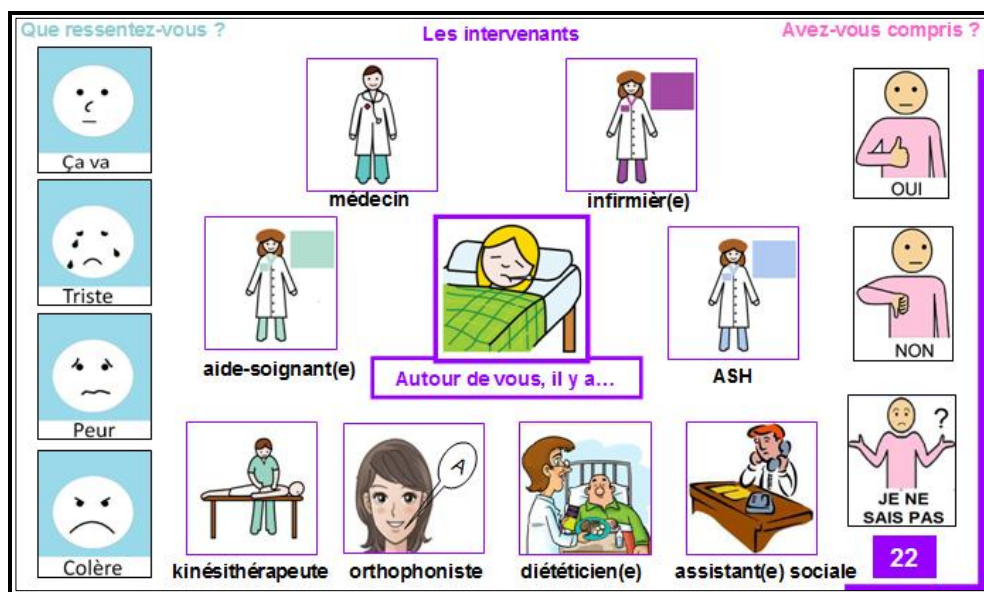 Que ressentez-vous ?
Les intervenants
Avez-vous compris ?
Ça va
médecin
infirmièr(e)
OUI
Triste
aide-soignant(e)
Autour de vous, il y a...
ASH
NON
Peur
Colère
A
?
JE NE
SAIS PAS
kinésithérapeute
orthophoniste
diététicien(e)
assistant(e) sociale
22